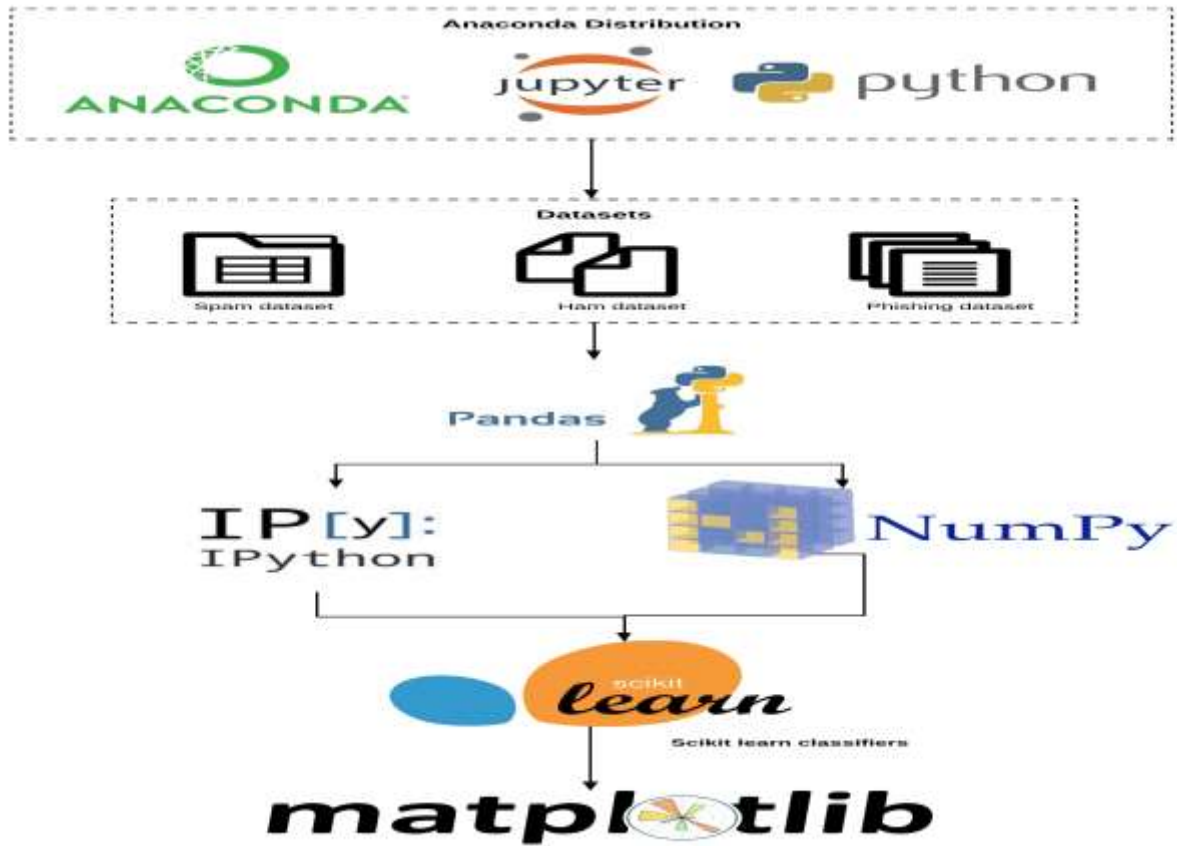 Anaconda Distribution
ANACONDA
jupyter
python
Datasets
Spam dataset
Ham dataset
Phishing dataset
Pandas
IP[y]:
IPython
NumPy
scikit
learn
Scikit learn classifiers
matplotlib